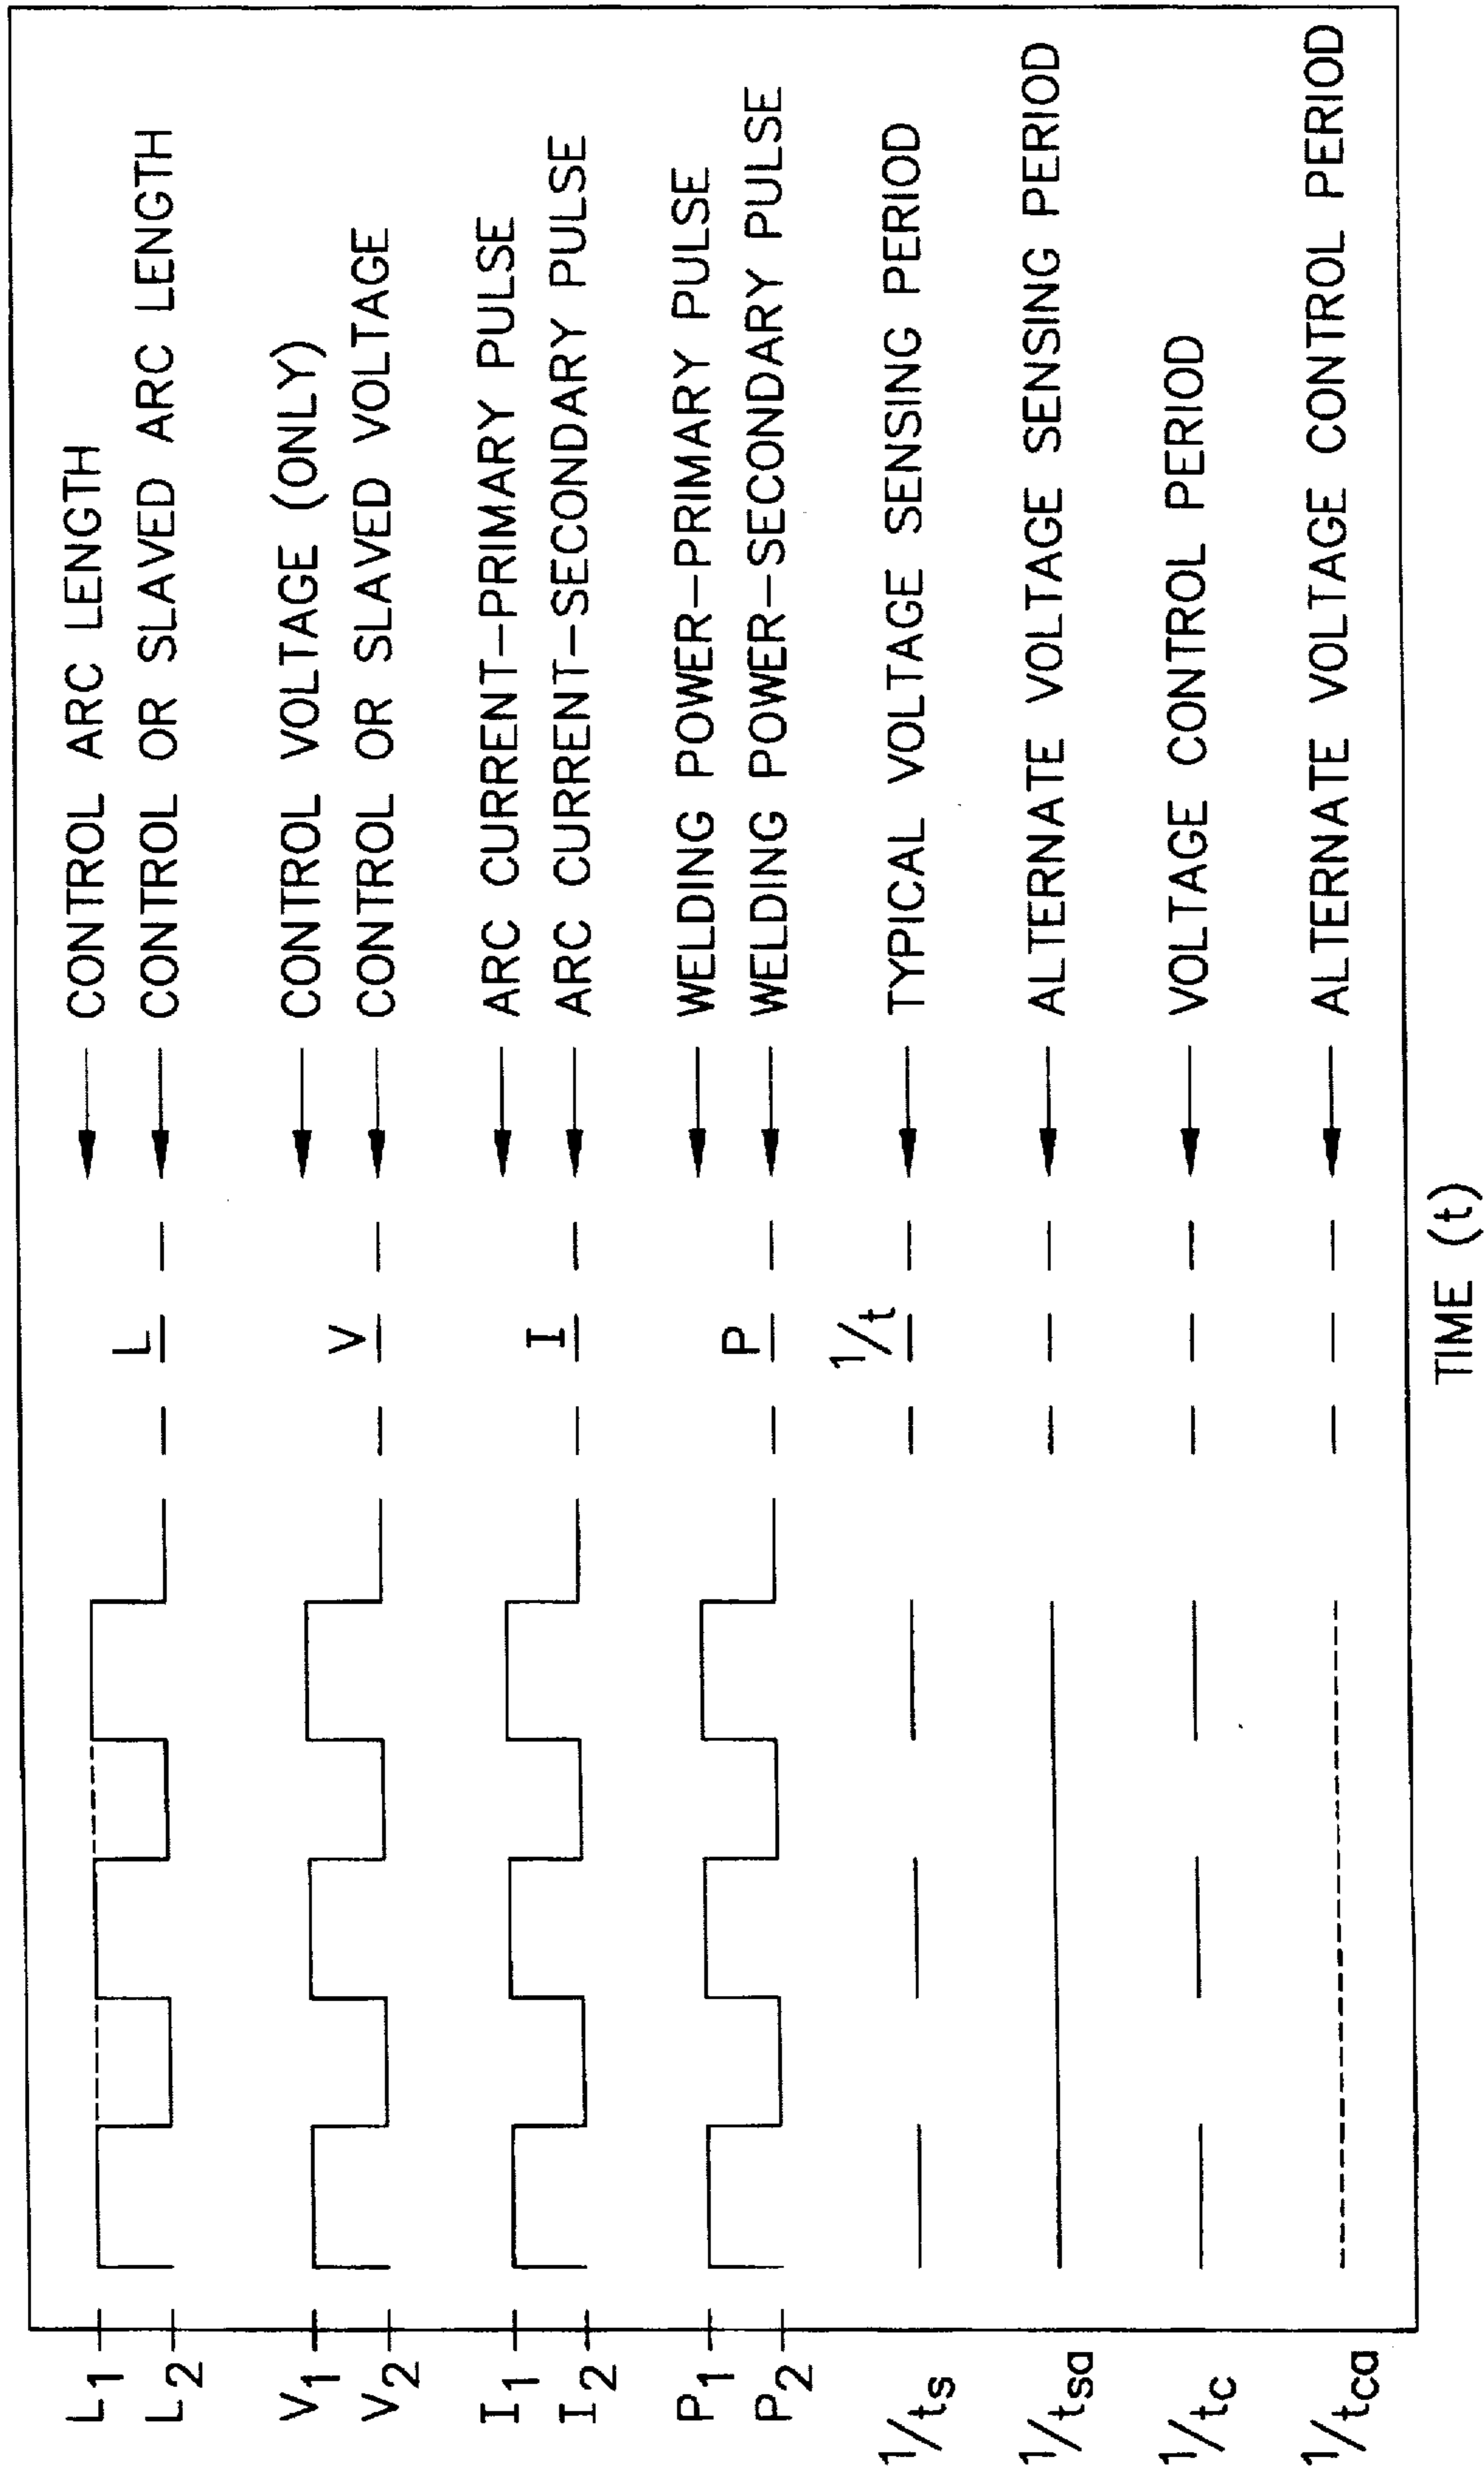 L1
CONTROL ARC LENGTH
L2
L
CONTROL OR SLAVED ARC LENGTH
V1
CONTROL VOLTAGE (ONLY)
V2
V
CONTROL OR SLAVED VOLTAGE
I1
ARC CURRENT–PRIMARY PULSE
I2
I
ARC CURRENT–SECONDARY PULSE
P1
WELDING POWER–PRIMARY PULSE
P2
P
WELDING POWER–SECONDARY PULSE
1/ts
1/t
TYPICAL VOLTAGE SENSING PERIOD
1/tsa
ALTERNATE VOLTAGE SENSING PERIOD
1/tc
VOLTAGE CONTROL PERIOD
1/tca
ALTERNATE VOLTAGE CONTROL PERIOD
TIME (t)